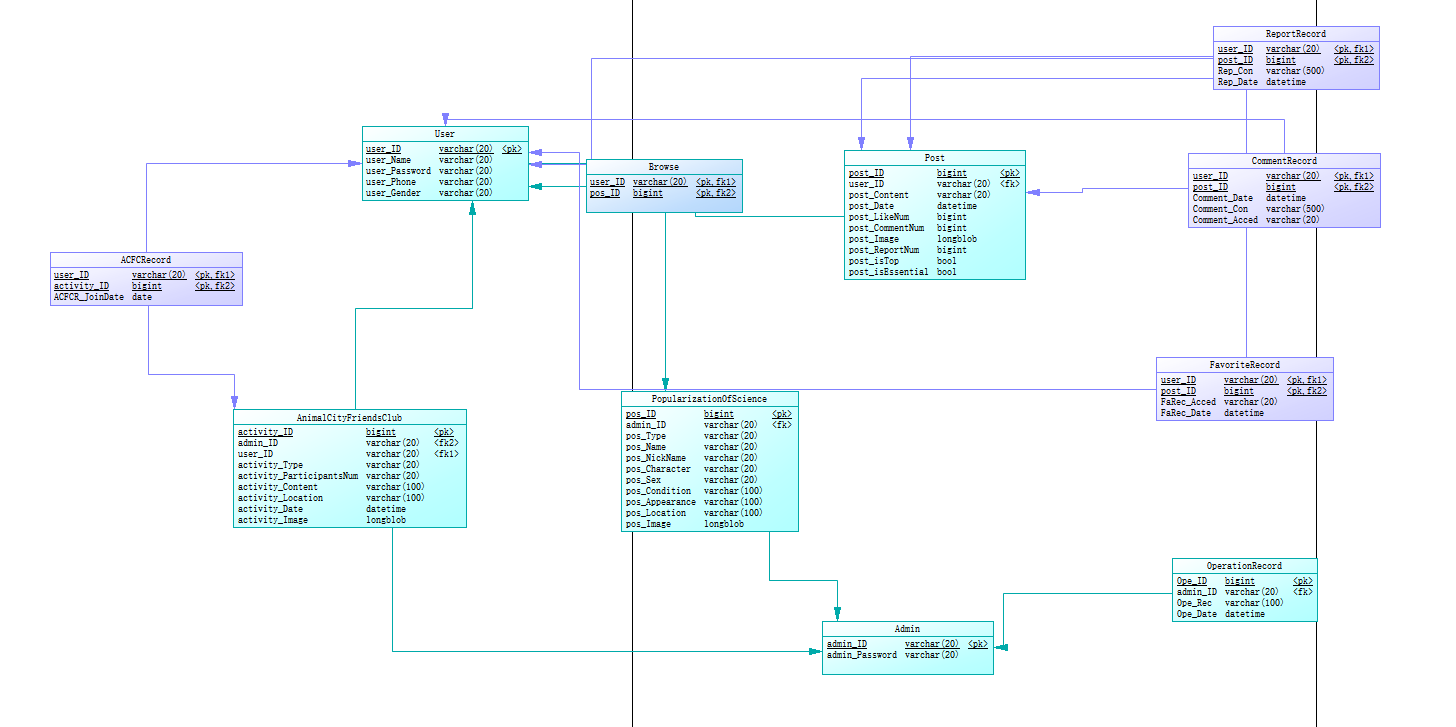 ReportRecord
user_ID varchar(20) <pk,fk1>
post_ID bigint <pk,fk2>
Rep_Con varchar(500)
Rep_Date datetime
User
user_ID varchar(20) <pk>
user_Name varchar(20)
user_Password varchar(20)
user_Phone varchar(20)
user_Gender varchar(20)
Browse
user_ID varchar(20) <pk,fk1>
pos_ID bigint <pk,fk2>
Post
post_ID bigint <pk>
user_ID varchar(20) <fk>
post_Content varchar(20)
post_Date datetime
post_LikeNum bigint
post_CommentNum bigint
post_Image longblob
post_ReportNum bigint
post_isTop bool
post_isEssential bool
CommentRecord
user_ID varchar(20) <pk,fk1>
post_ID bigint <pk,fk2>
Comment_Date datetime
Comment_Con varchar(500)
Comment_Acced varchar(20)
ACFCRecord
user_ID varchar(20) <pk,fk1>
activity_ID bigint <pk,fk2>
ACFCR_JoinDate date
FavoriteRecord
user_ID varchar(20) <pk,fk1>
post_ID bigint <pk,fk2>
FaRec_Acced varchar(20)
FaRec_Date datetime
AnimalCityFriendsClub
activity_ID bigint <pk>
admin_ID varchar(20) <fk2>
user_ID varchar(20) <fk1>
activity_Type varchar(20)
activity_ParticipantsNum varchar(20)
activity_Content varchar(100)
activity_Location varchar(100)
activity_Date datetime
activity_Image longblob
PopularizationOfScience
pos_ID bigint <pk>
admin_ID varchar(20) <fk>
pos_Type varchar(20)
pos_Name varchar(20)
pos_NickName varchar(20)
pos_Character varchar(20)
pos_Sex varchar(20)
pos_Condition varchar(100)
pos_Appearance varchar(100)
pos_Location varchar(100)
pos_Image longblob
OperationRecord
Ope_ID bigint <pk>
admin_ID varchar(20) <fk>
Ope_Rec varchar(100)
Ope_Date datetime
Admin
admin_ID varchar(20) <pk>
admin_Password varchar(20)